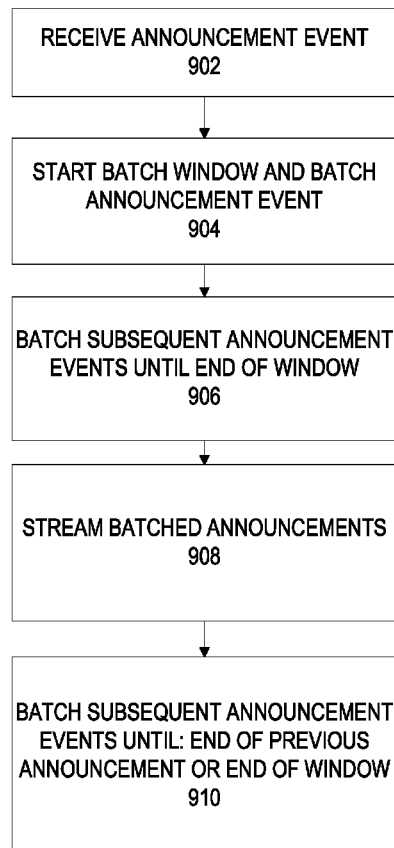 RECEIVE ANNOUNCEMENT EVENT
902
START BATCH WINDOW AND BATCH
ANNOUNCEMENT EVENT
904
BATCH SUBSEQUENT ANNOUNCEMENT
EVENTS UNTIL END OF WINDOW
906
STREAM BATCHED ANNOUNCEMENTS
908
BATCH SUBSEQUENT ANNOUNCEMENT
EVENTS UNTIL: END OF PREVIOUS
ANNOUNCEMENT OR END OF WINDOW
910